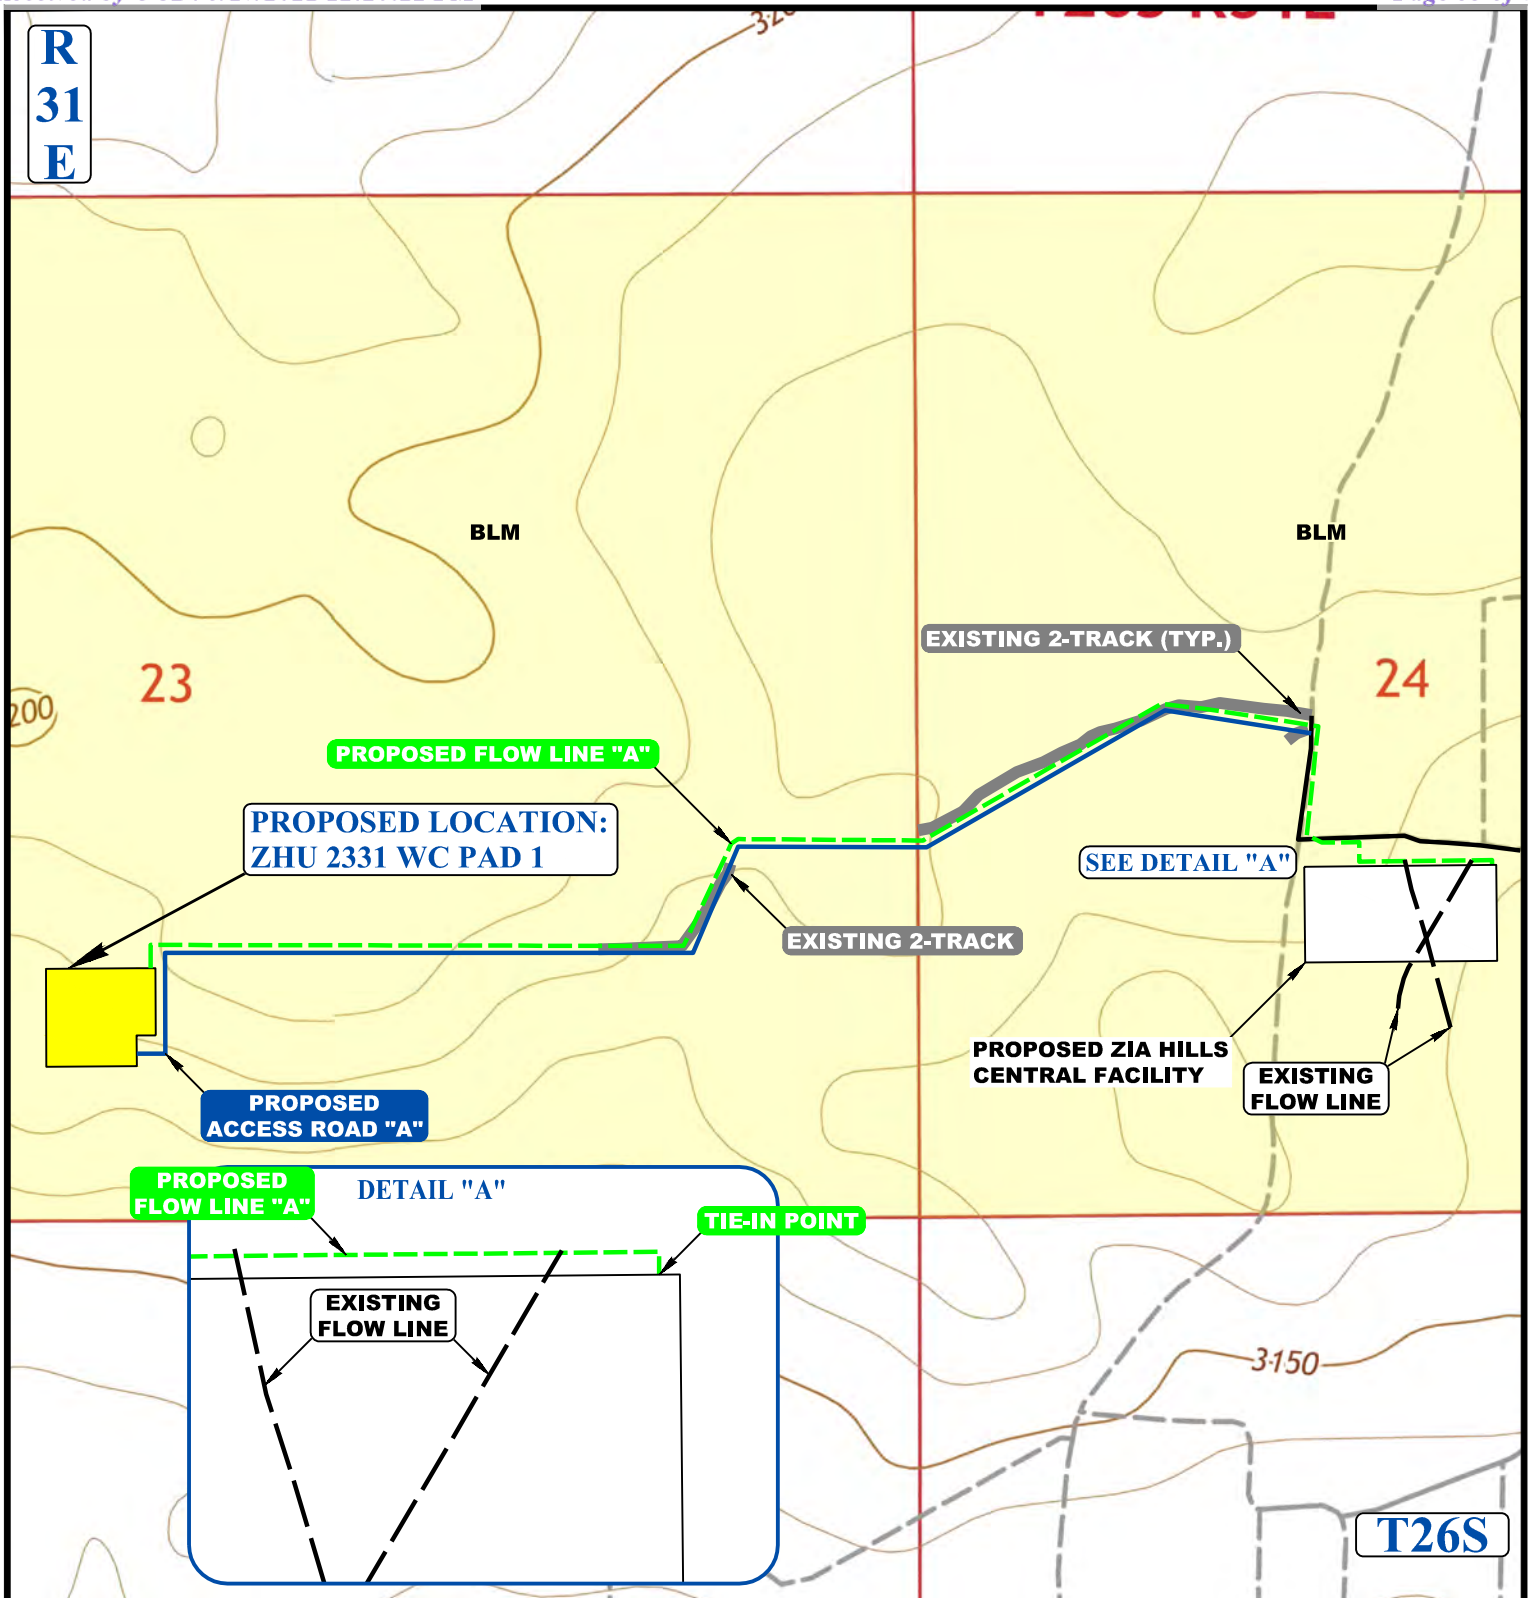 R
31
E
BLM
BLM
EXISTING 2-TRACK (TYP.)
23
24
200
PROPOSED FLOW LINE "A"
PROPOSED LOCATION:
ZHU 2331 WC PAD 1
SEE DETAIL "A"
EXISTING 2-TRACK
PROPOSED ZIA HILLS
CENTRAL FACILITY
EXISTING
FLOW LINE
PROPOSED
ACCESS ROAD "A"
PROPOSED
FLOW LINE "A"
DETAIL "A"
TIE-IN POINT
EXISTING
FLOW LINE
3150
T26S